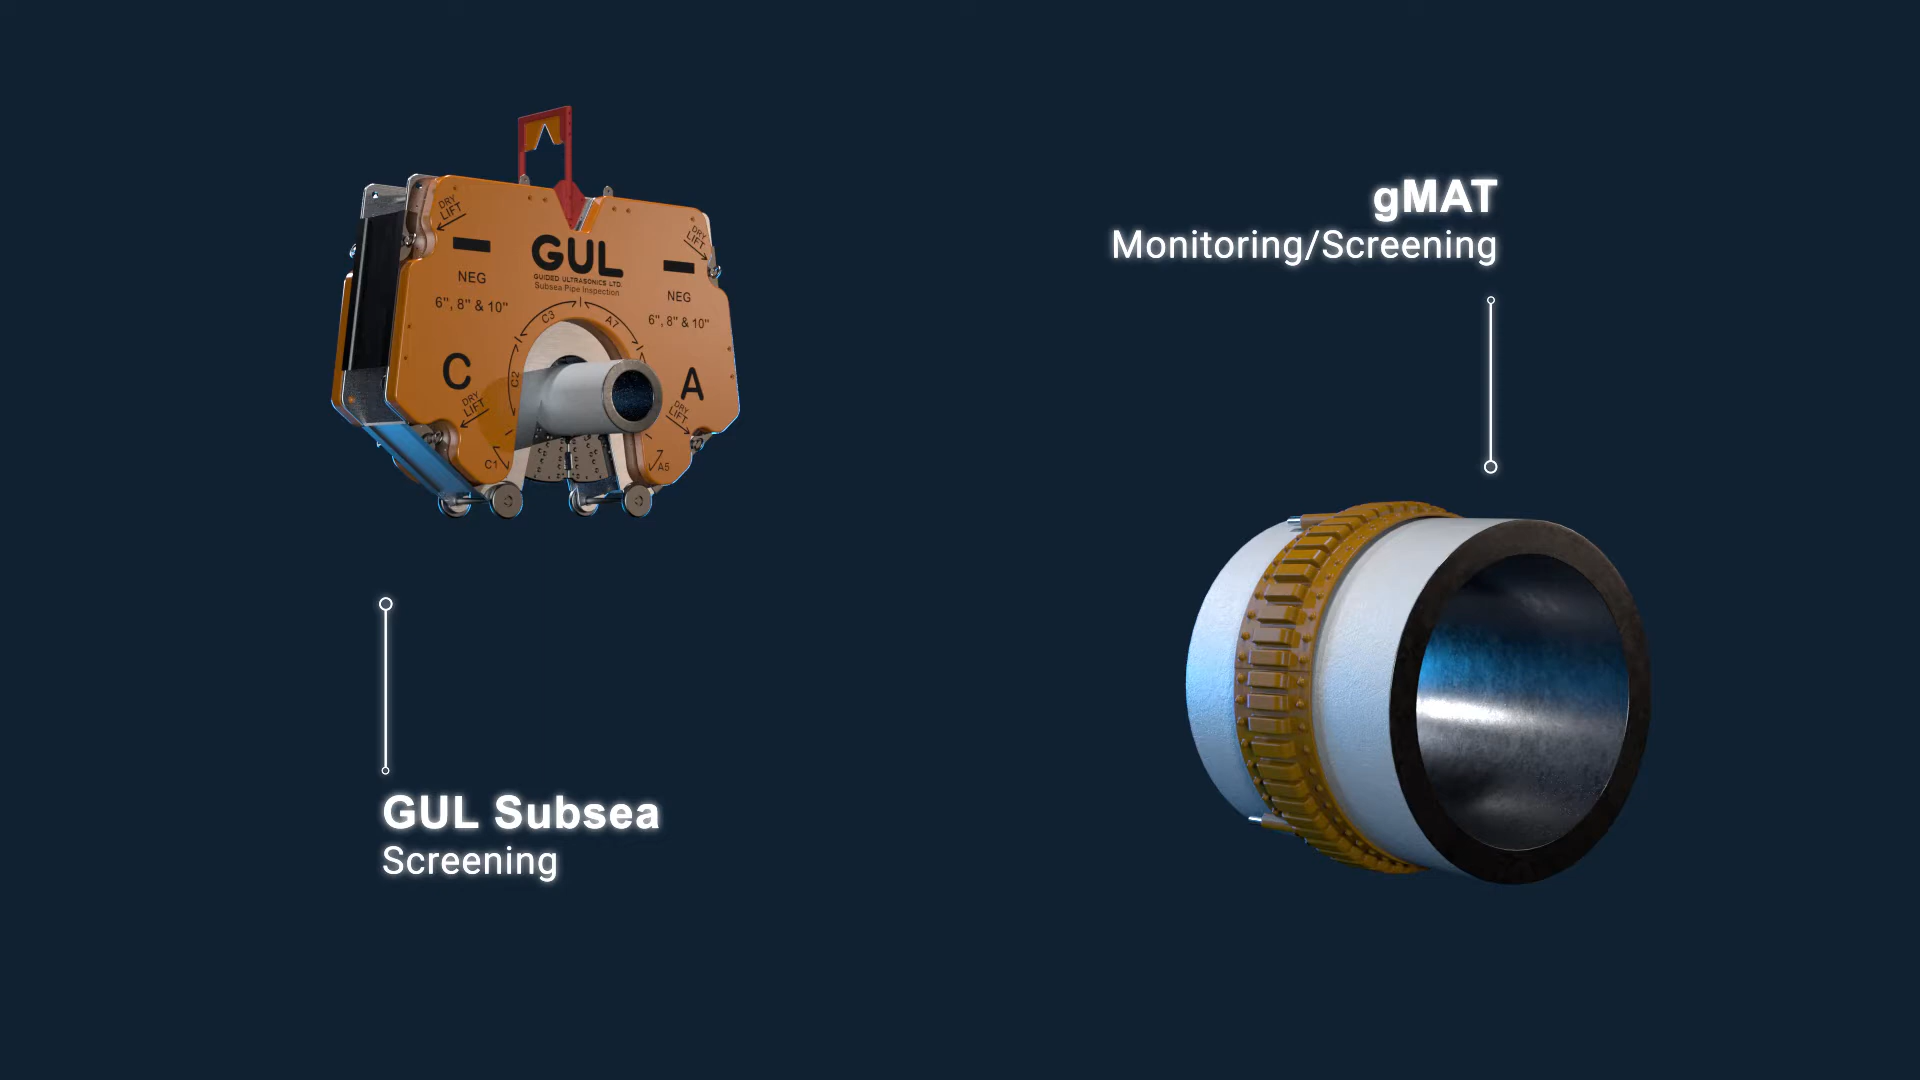 DRY
LIFT
NEG
6", 8" & 10"
C
DRY
LIFT
C1
C2
C3
GUL
GUIDED ULTRASONICS LTD.
Subsea Pipe Inspection
A7
DRY
LIFT
NEG
6", 8" & 10"
A
DRY
LIFT
A5
gMAT
Monitoring/Screening
GUL Subsea
Screening